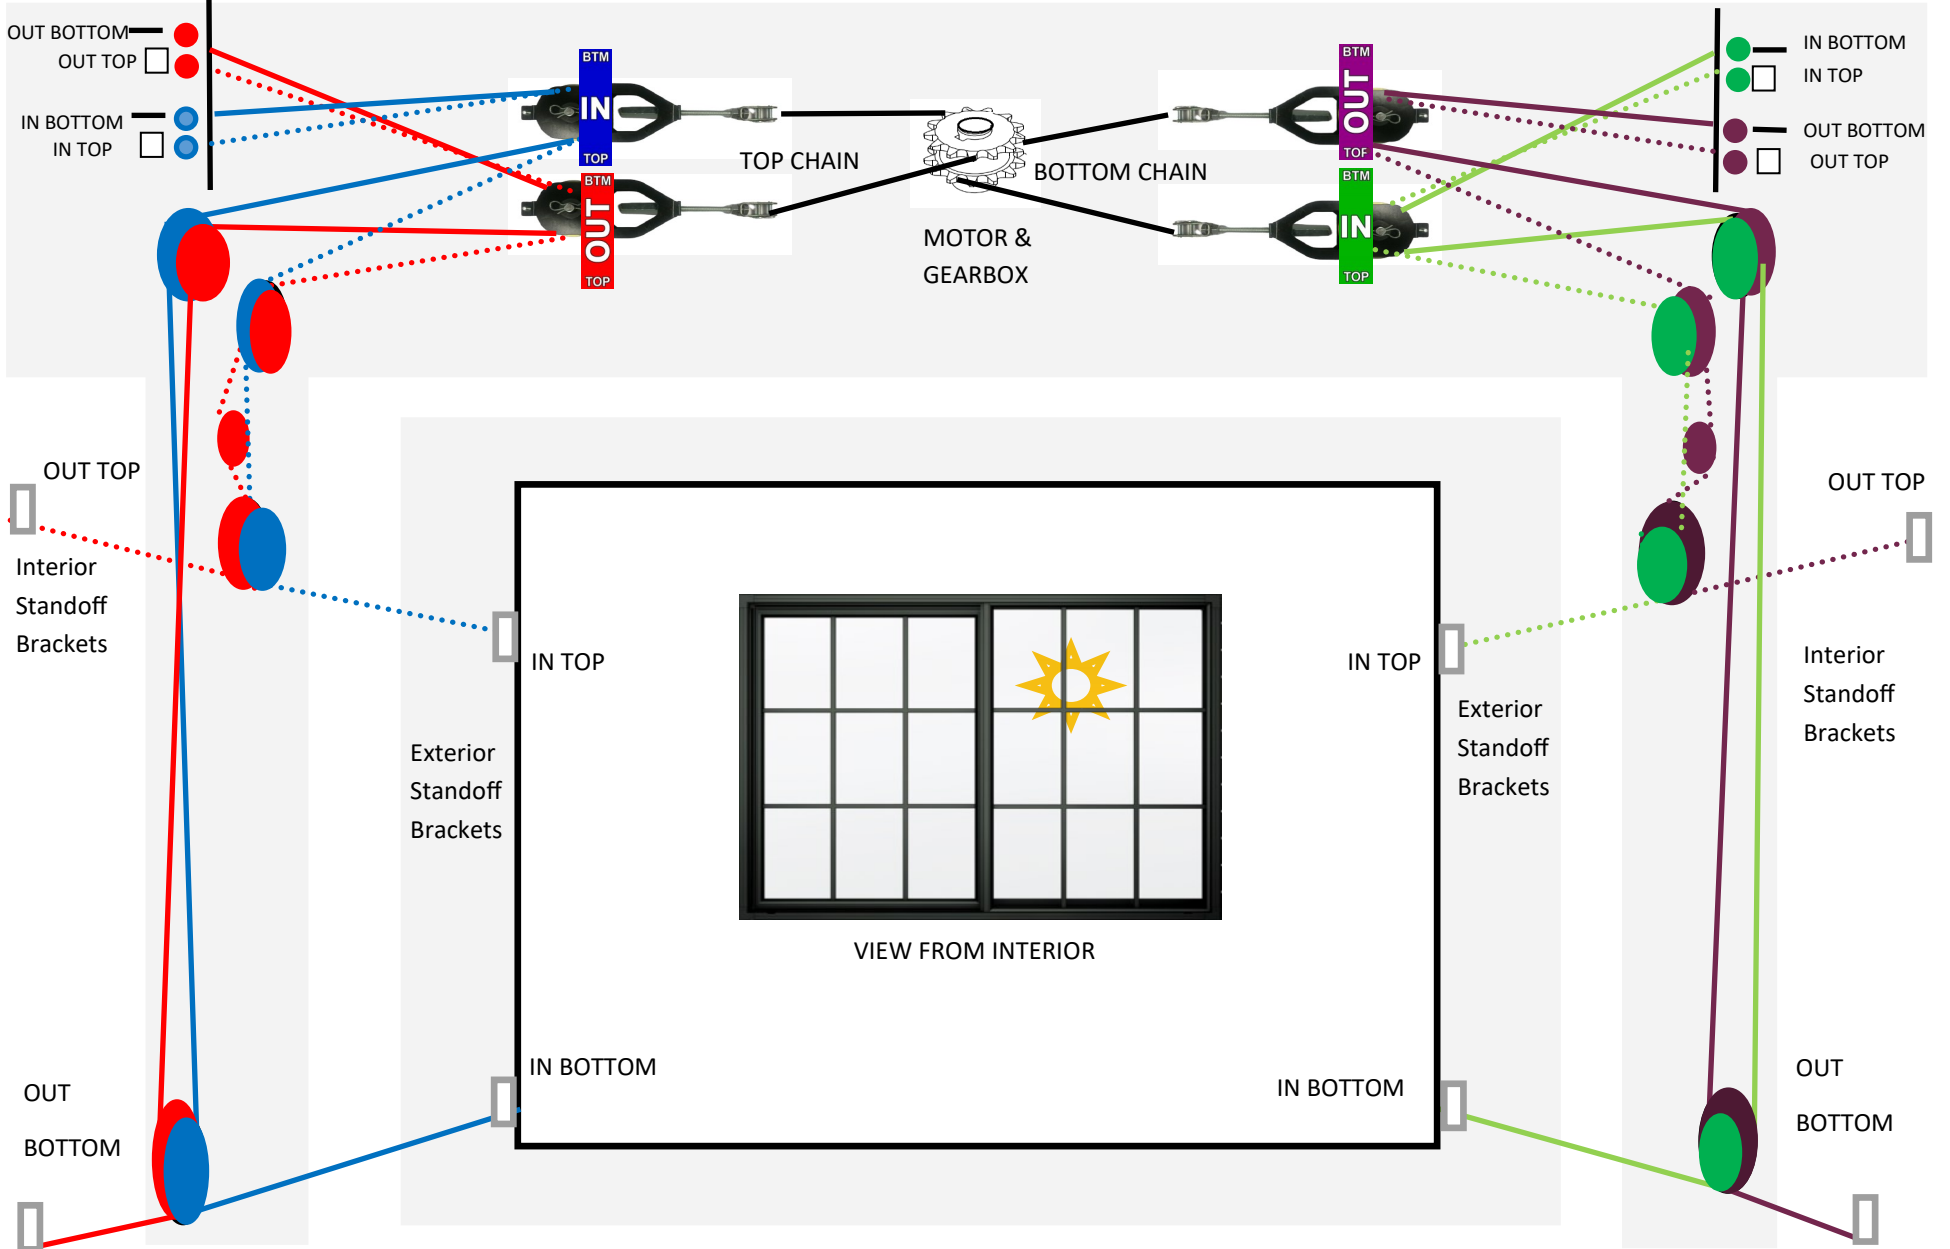 OUT BOTTOM
OUT TOP
IN BOTTOM
IN TOP
BTM
IN
TOP
BTM
OUT
TOP
TOP CHAIN
MOTOR &
GEARBOX
BOTTOM CHAIN
BTM
OUT
TOP
BTM
IN
TOP
IN BOTTOM
IN TOP
OUT BOTTOM
OUT TOP
OUT TOP
Interior
Standoff
Brackets
OUT TOP
Interior
Standoff
Brackets
IN TOP
IN TOP
Exterior
Standoff
Brackets
Exterior
Standoff
Brackets
VIEW FROM INTERIOR
IN BOTTOM
IN BOTTOM
OUT
BOTTOM
OUT
BOTTOM